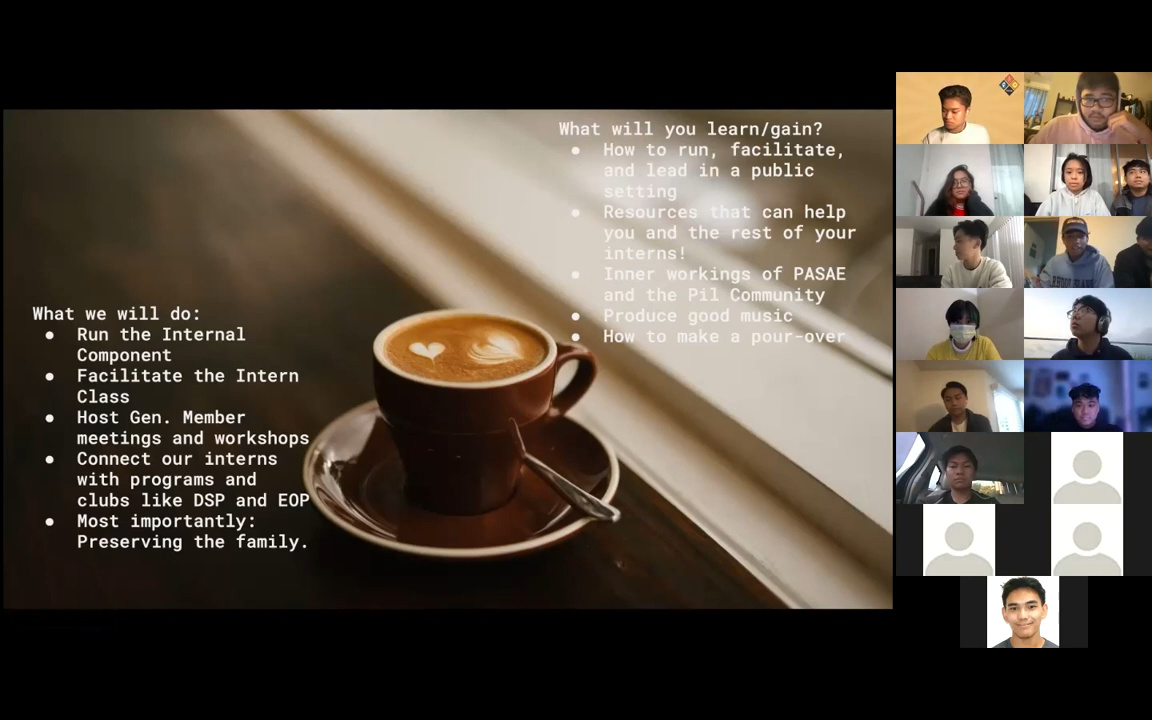 What we will do:
● Run the Internal
Component
● Facilitate the Intern
Class
● Host Gen. Member
meetings and workshops
● Connect our interns
with programs and
clubs like DSP and EOP
● Most importantly:
Preserving the family.
What will you learn/gain?
● How to run, facilitate,
and lead in a public
setting
● Resources that can help
you and the rest of your
interns!
● Inner workings of PASAE
and the Pil Community
● Produce good music
● How to make a pour-over